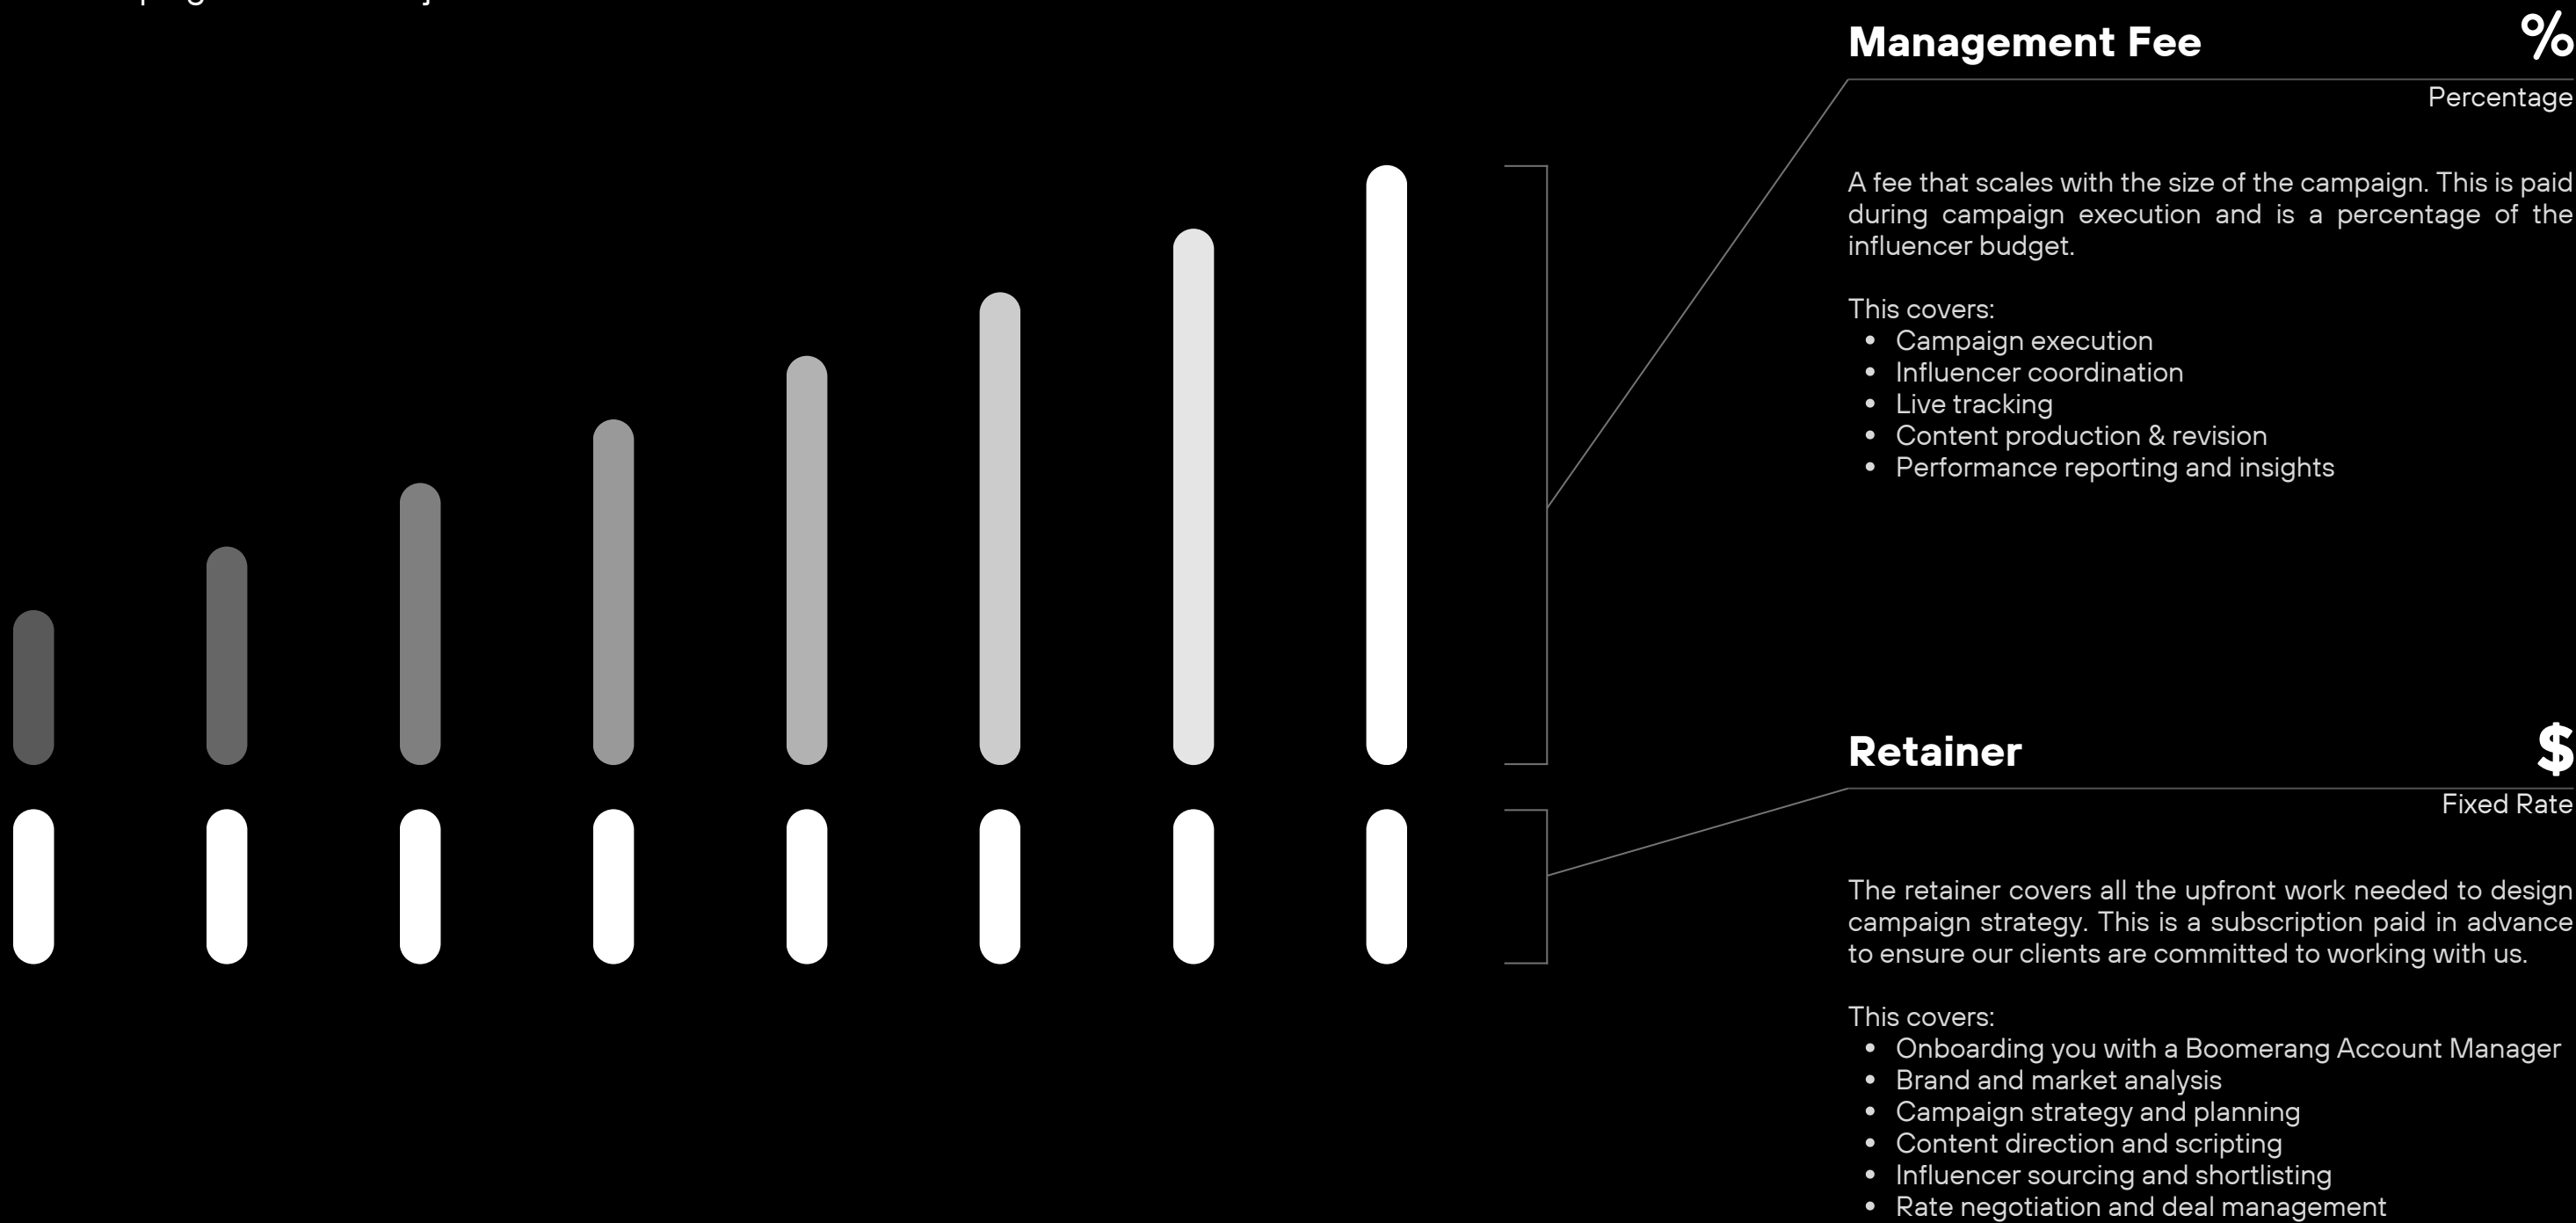 Management Fee
%
Percentage
A fee that scales with the size of the campaign. This is paid
during campaign execution and is a percentage of the
influencer budget.
This covers:
• Campaign execution
• Influencer coordination
• Live tracking
• Content production & revision
• Performance reporting and insights
Retainer
$
Fixed Rate
The retainer covers all the upfront work needed to design
campaign strategy. This is a subscription paid in advance
to ensure our clients are committed to working with us.
This covers:
• Onboarding you with a Boomerang Account Manager
• Brand and market analysis
• Campaign strategy and planning
• Content direction and scripting
• Influencer sourcing and shortlisting
• Rate negotiation and deal management